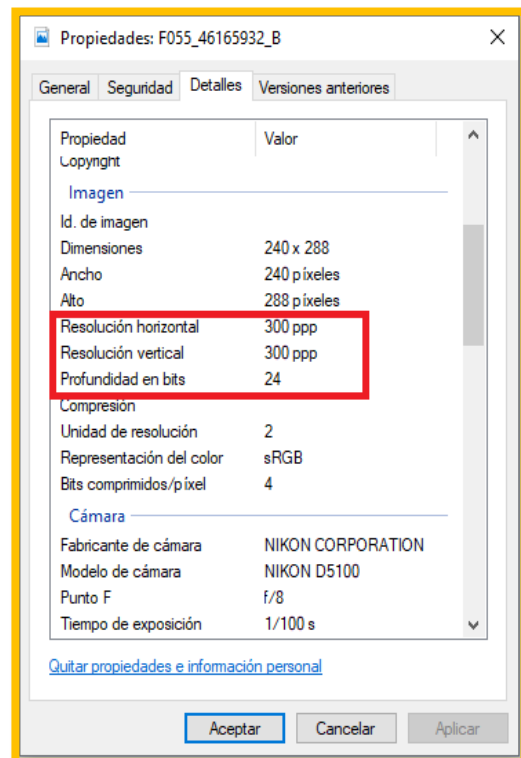 Propiedades: F055_46165932_B
General Seguridad Detalles Versiones anteriores
Propiedad Valor
Copyright
Imagen
Id. de imagen
Dimensiones 240 x 288
Ancho 240 píxeles
Alto 288 píxeles
Resolución horizontal 300 ppp
Resolución vertical 300 ppp
Profundidad en bits 24
Compresión
Unidad de resolución 2
Representación del color sRGB
Bits comprimidos/píxel 4
Cámara
Fabricante de cámara NIKON CORPORATION
Modelo de cámara NIKON D5100
Punto F f/8
Tiempo de exposición 1/100 s
Quitar propiedades e información personal
Aceptar Cancelar Aplicar